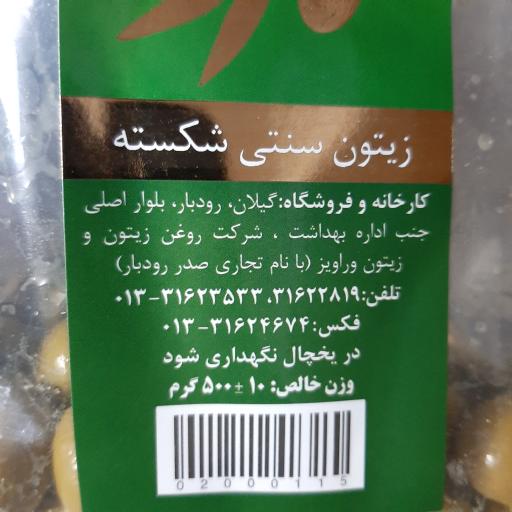 زیتون سنتی شکسته
کارخانه و فروشگاه:گیلان، رودبار، بلوار اصلی
جنب اداره بهداشت ، شرکت روغن زیتون و
زیتون وراویز (با نام تجاری صدر رودبار)
تلفن:۳۱۶۲۲۸۱۹، ۳۱۶۲۳۵۳۳-۰۱۳
فکس:۳۱۶۲۴۶۷۴-۰۱۳
در یخچال نگهداری شود
وزن خالص: ۱۰±۵۰۰ گرم
02000115